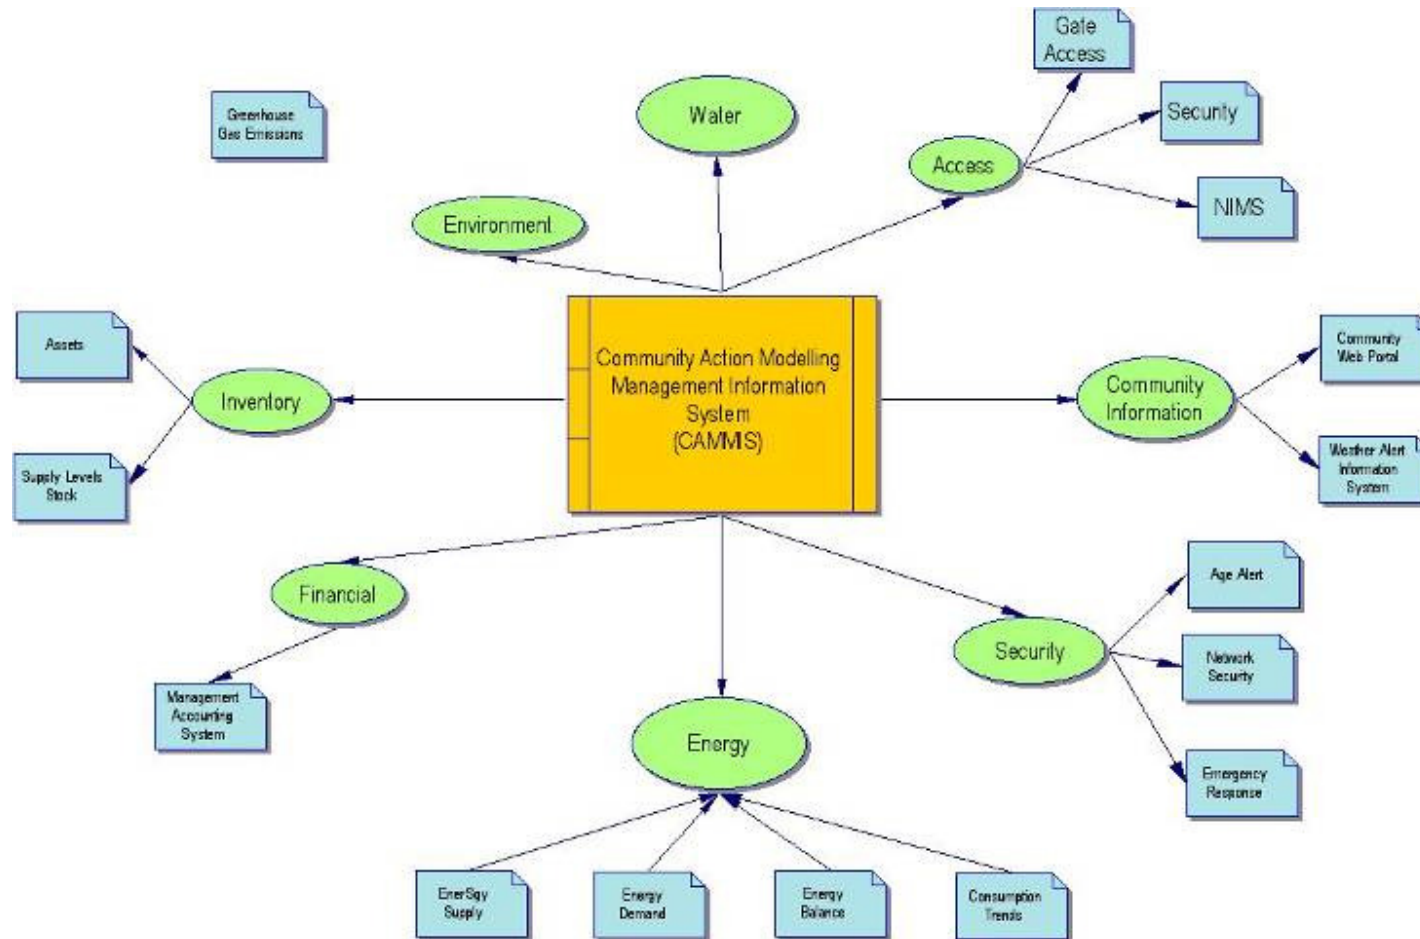 Gate
Access
Greenhouse
Gas Emissions
Water
Security
Access
NIMS
Environment
Community Action Modelling
Management Information
System
(CAMMIS)
Assets
Inventory
Supply Levels
Stock
Community
Information
Community
Web Portal
Weather Alert
Information
System
Financial
Management
Accounting
System
Security
Age Alert
Network
Security
Emergency
Response
Energy
EnerSgy
Supply
Energy
Demand
Energy
Balance
Consumption
Trends